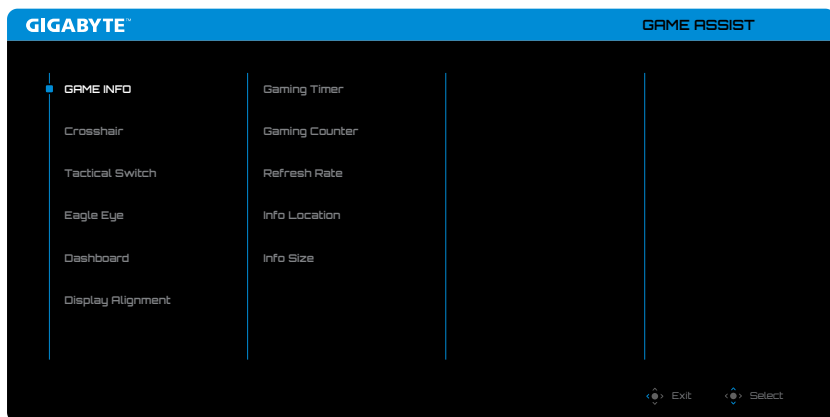 GIGABYTE™
GAME ASSIST
GAME INFO
Crosshair
Tactical Switch
Eagle Eye
Dashboard
Display Alignment
Gaming Timer
Gaming Counter
Refresh Rate
Info Location
Info Size
Exit
Select